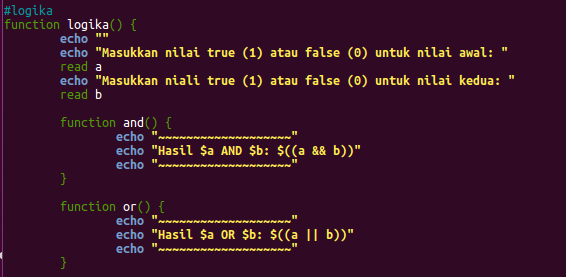 #logika
function logika() {
echo ""
echo "Masukkan nilai true (1) atau false (0) untuk nilai awal: "
read a
echo "Masukkan niali true (1) atau false (0) untuk nilai kedua: "
read b
function and() {
echo "~~~~~~~~~~~~~~~~~~~"
echo "Hasil $a AND $b: $((a && b))"
echo "~~~~~~~~~~~~~~~~~~~"
}
function or() {
echo "~~~~~~~~~~~~~~~~~~~"
echo "Hasil $a OR $b: $((a || b))"
echo "~~~~~~~~~~~~~~~~~~~"
}